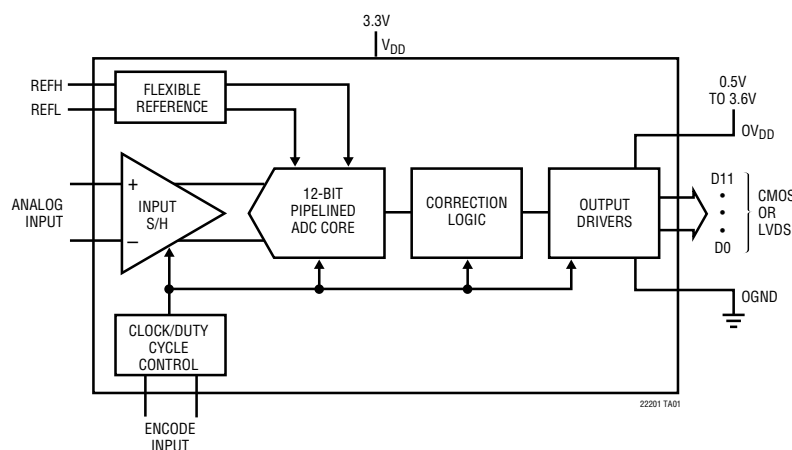 3.3V
VDD
REFH
REFL
FLEXIBLE
REFERENCE
0.5V
TO 3.6V
OVDD
ANALOG
INPUT
+
–
INPUT
S/H
12-BIT
PIPELINED
ADC CORE
CORRECTION
LOGIC
OUTPUT
DRIVERS
D11
•
•
•
D0
CMOS
OR
LVDS
OGND
CLOCK/DUTY
CYCLE
CONTROL
ENCODE
INPUT
22201 TA01